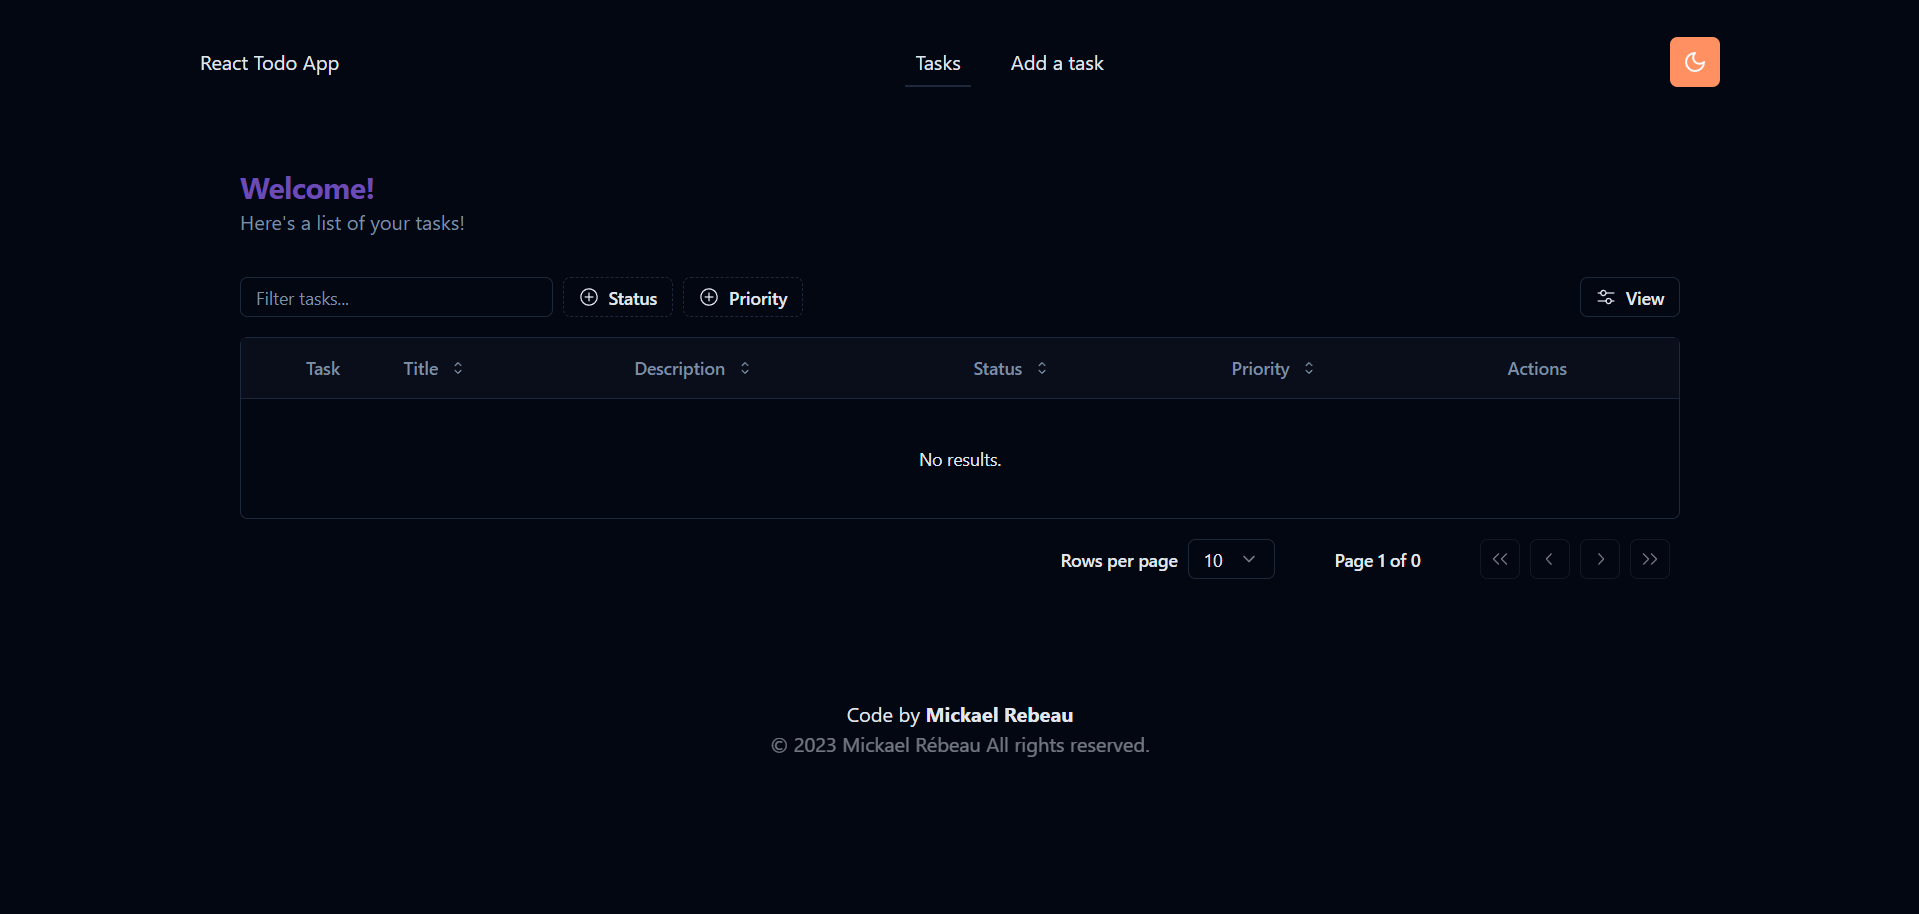 React Todo App
Tasks
Add a task
Welcome!
Here's a list of your tasks!
Filter tasks...
Status
Priority
View
Task Title Description Status Priority Actions
No results.
Rows per page 10 Page 1 of 0
Code by Mickael Rebeau
© 2023 Mickael Rébeau All rights reserved.